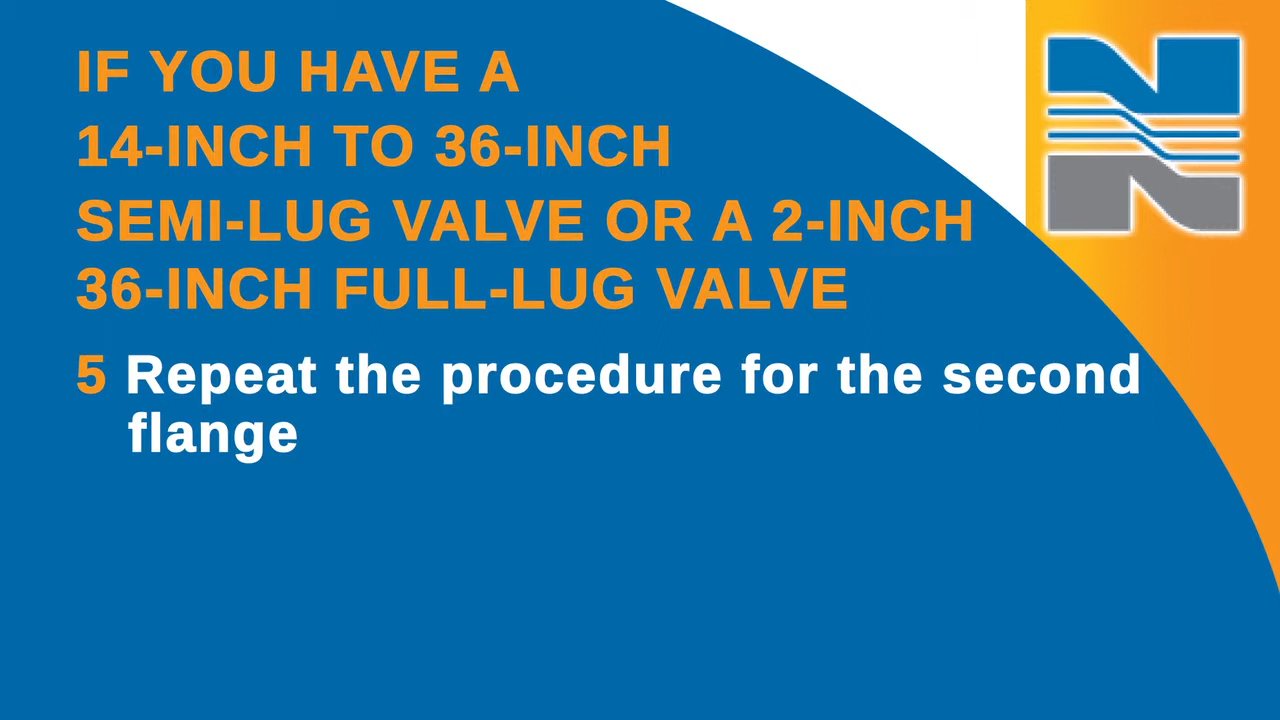 IF YOU HAVE A
14-INCH TO 36-INCH
SEMI-LUG VALVE OR A 2-INCH
36-INCH FULL-LUG VALVE
5 Repeat the procedure for the second
flange